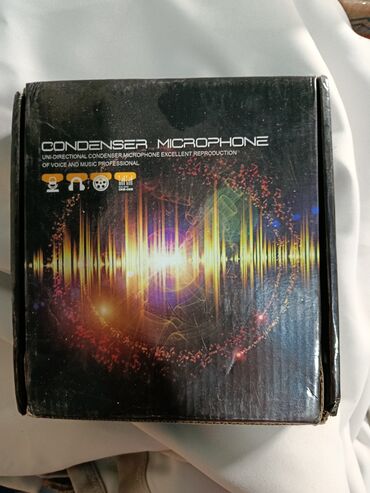 CONDENSER MICROPHONE
UNI-DIRECTIONAL CONDENSER MICROPHONE EXCELLENT REPRODUCTION
OF VOICE AND MUSIC PROFESSIONAL